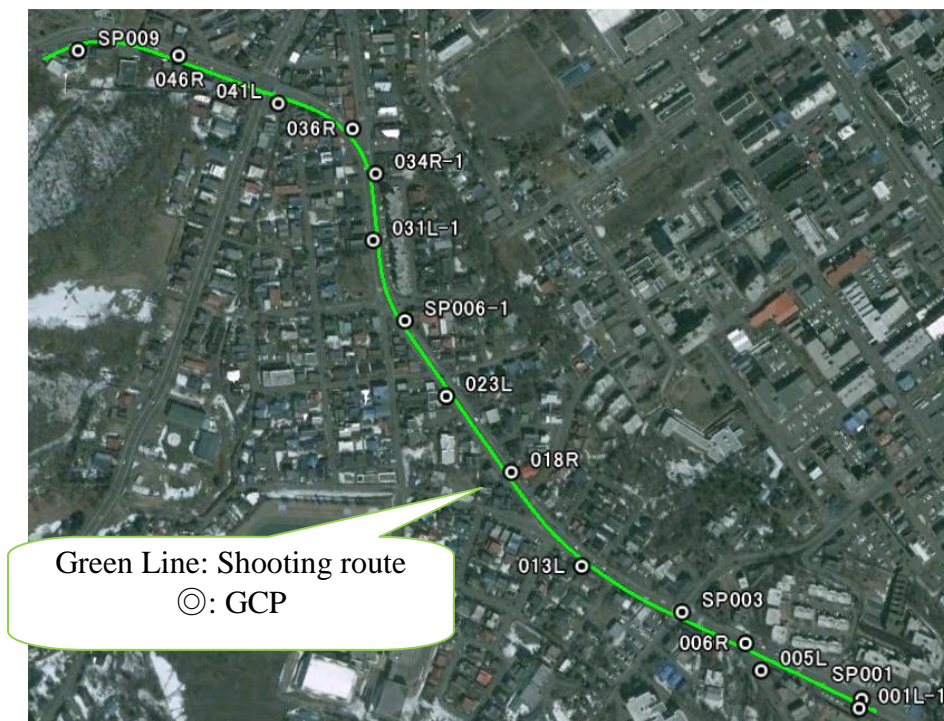 SP009
046R
041L
036R
034R-1
031L-1
SP006-1
023L
018R
Green Line: Shooting route
◎: GCP
013L
SP003
006R
005L
SP001
001L-1